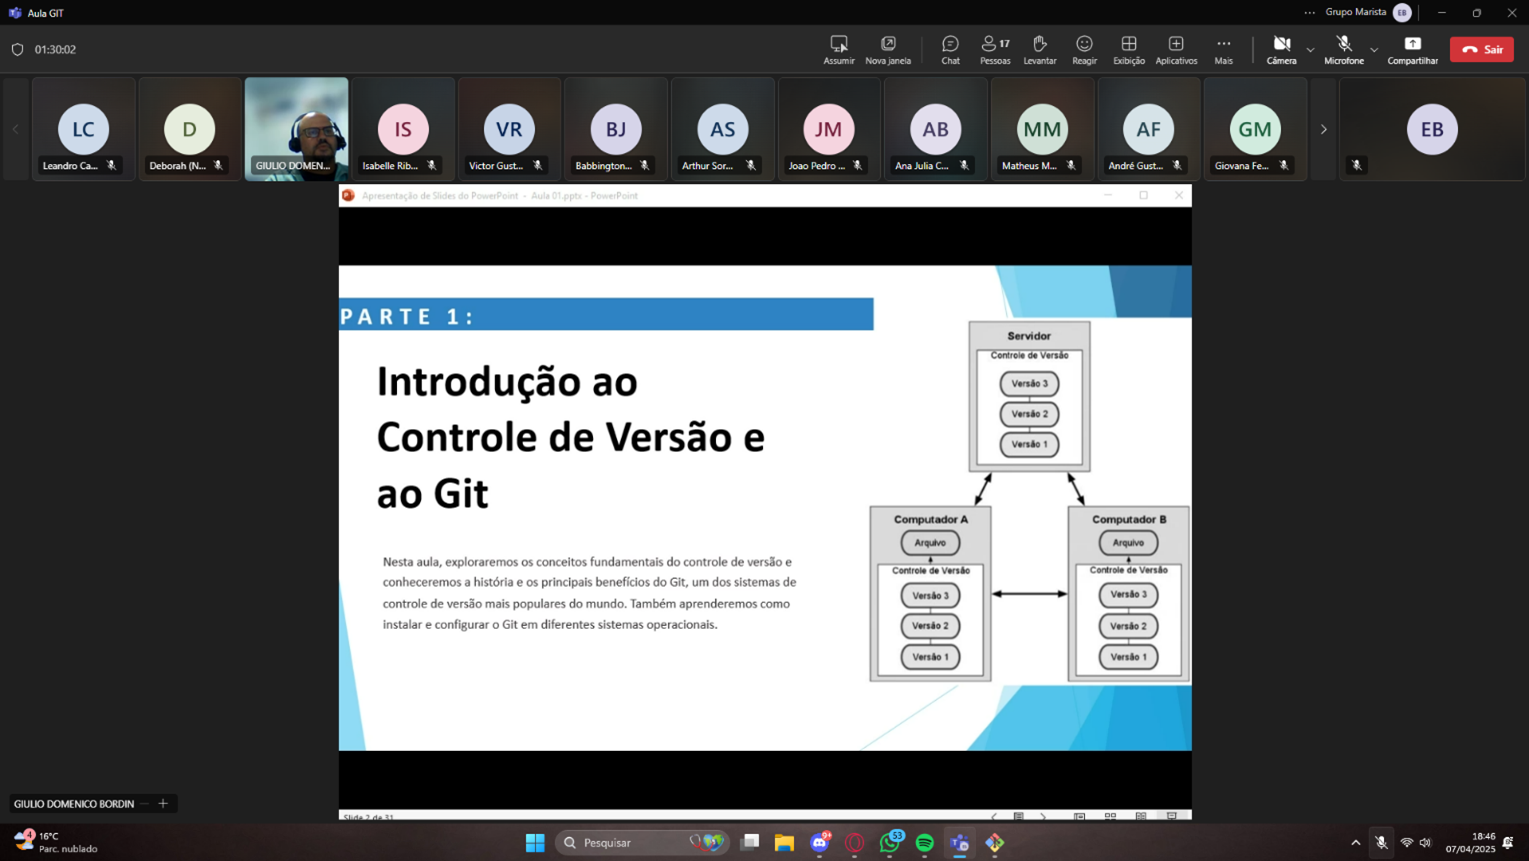 Aula GIT
Grupo Marista
EB
01:30:02
Assumir
Nova janela
Chat
17
Pessoas
Levantar
Reagir
Exibição
Aplicativos
Mais
Câmera
Microfone
Compartilhar
Sair
LC
Leandro Ca...
D
Deborah (N...
GIULIO DOMEN...
IS
Isabelle Rib...
VR
Victor Gust...
BJ
Babbington...
AS
Arthur Sor...
JM
Joao Pedro ...
AB
Ana Julia C...
MM
Matheus M...
AF
André Gust...
GM
Giovana Fe...
EB
Apresentação de Slides do PowerPoint - Aula 01.pptx - PowerPoint
PARTE 1:
Introdução ao
Controle de Versão e
ao Git
Nesta aula, exploraremos os conceitos fundamentais do controle de versão e
conheceremos a história e os principais benefícios do Git, um dos sistemas de
controle de versão mais populares do mundo. Também aprenderemos como
instalar e configurar o Git em diferentes sistemas operacionais.
Servidor
Controle de Versão
Versão 3
Versão 2
Versão 1
Computador A
Arquivo
Controle de Versão
Versão 3
Versão 2
Versão 1
Computador B
Arquivo
Controle de Versão
Versão 3
Versão 2
Versão 1
Slide 2 de 31
GIULIO DOMENICO BORDIN
4
16°C
Parc. nublado
Pesquisar
9+
53
18:46
07/04/2025